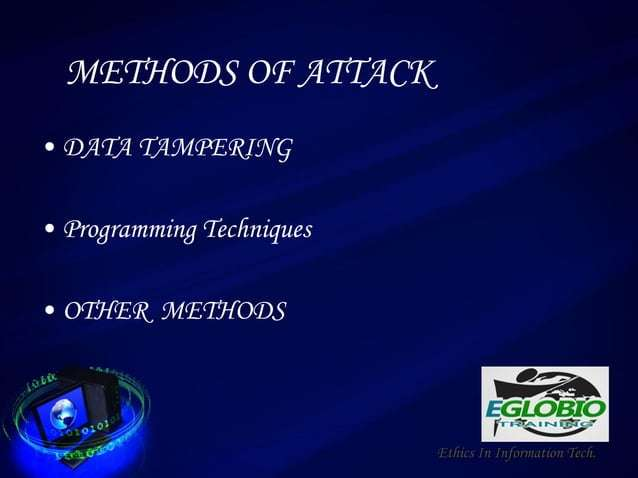 METHODS OF ATTACK
• DATA TAMPERING
• Programming Techniques
• OTHER METHODS
EGLOBIO
TRAINING
Ethics In Information Tech.